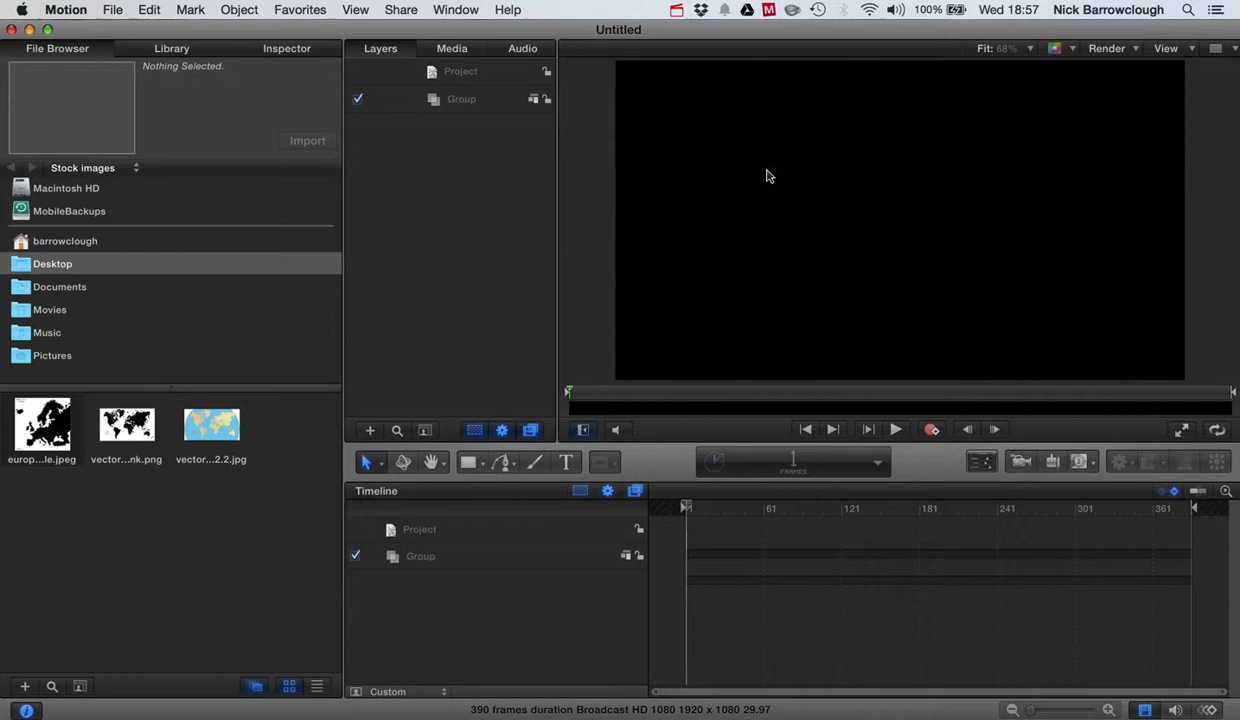 Motion File Edit Mark Object Favorites View Share Window Help 100% Wed 18:57 Nick Barrowclough
Untitled
File Browser Library Inspector Layers Media Audio Fit: 68% Render View
Nothing Selected.
Import
Stock images
Macintosh HD
MobileBackups
barrowclough
Desktop
Documents
Movies
Music
Pictures
europ...le.jpeg vector...nk.png vector...2.2.jpg
Project
Group
T
1
FRAMES
Timeline
61 121 181 241 301 361
Project
Group
Custom
390 frames duration Broadcast HD 1080 1920 x 1080 29.97